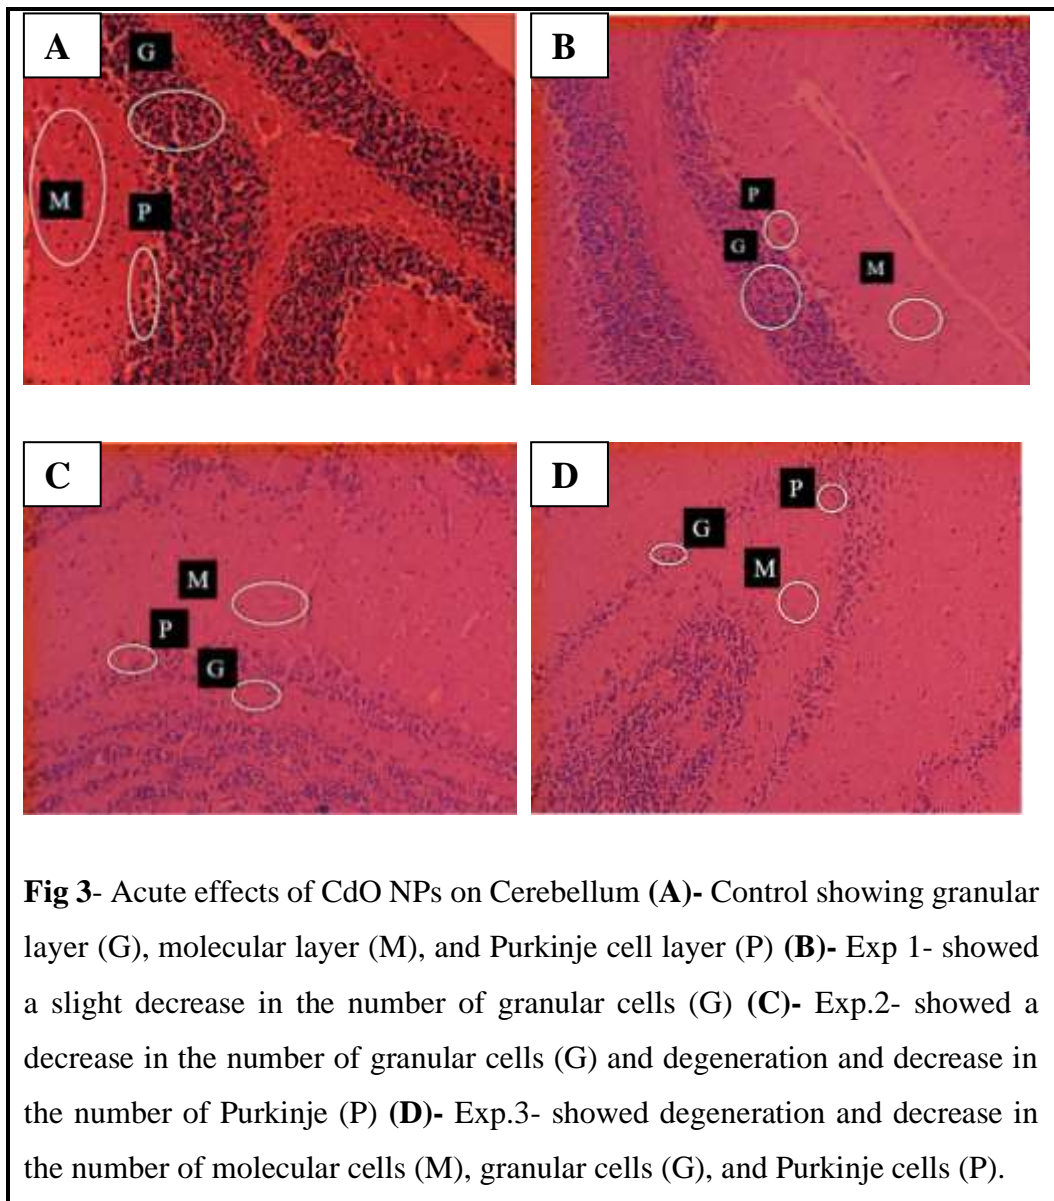 A
G
M
P
B
P
G
M
C
M
P
G
D
P
G
M
Fig 3- Acute effects of CdO NPs on Cerebellum (A)- Control showing granular
layer (G), molecular layer (M), and Purkinje cell layer (P) (B)- Exp 1- showed
a slight decrease in the number of granular cells (G) (C)- Exp.2- showed a
decrease in the number of granular cells (G) and degeneration and decrease in
the number of Purkinje (P) (D)- Exp.3- showed degeneration and decrease in
the number of molecular cells (M), granular cells (G), and Purkinje cells (P).